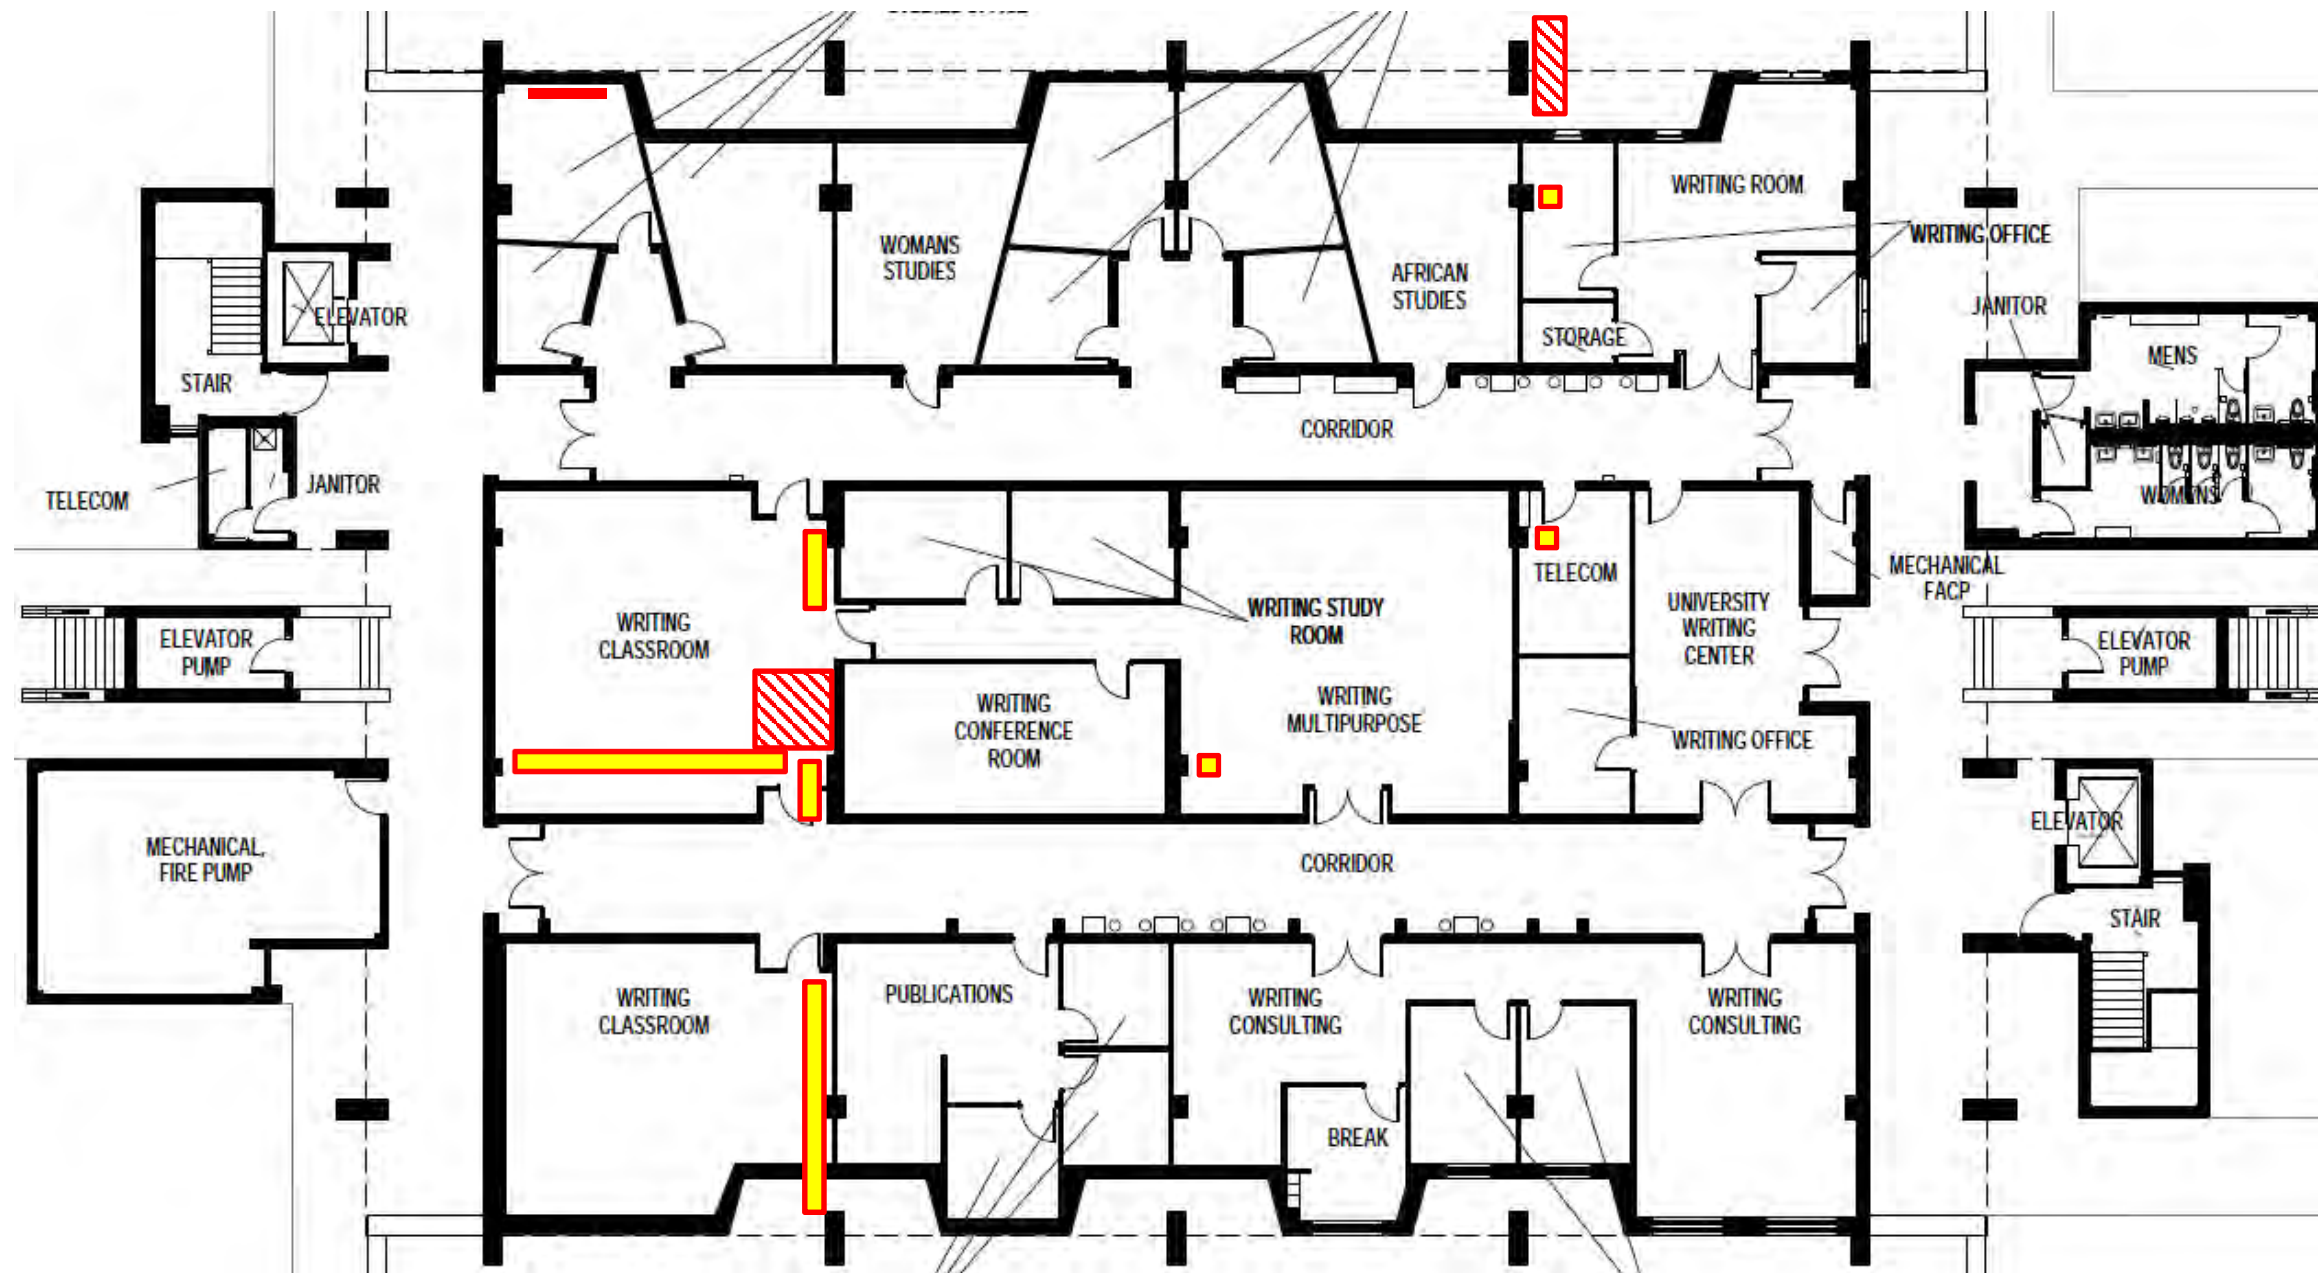 WRITING ROOM
WOMANS
STUDIES
WRITING OFFICE
AFRICAN
STUDIES
ELEVATOR
JANITOR
STORAGE
MENS
STAIR
CORRIDOR
JANITOR
TELECOM
WOMENS
MECHANICAL
FACP
TELECOM
WRITING
CLASSROOM
WRITING STUDY
ROOM
UNIVERSITY
WRITING
CENTER
ELEVATOR
PUMP
ELEVATOR
PUMP
WRITING
CONFERENCE
ROOM
WRITING
MULTIPURPOSE
WRITING OFFICE
MECHANICAL,
FIRE PUMP
CORRIDOR
ELEVATOR
STAIR
WRITING
CLASSROOM
PUBLICATIONS
WRITING
CONSULTING
WRITING
CONSULTING
BREAK